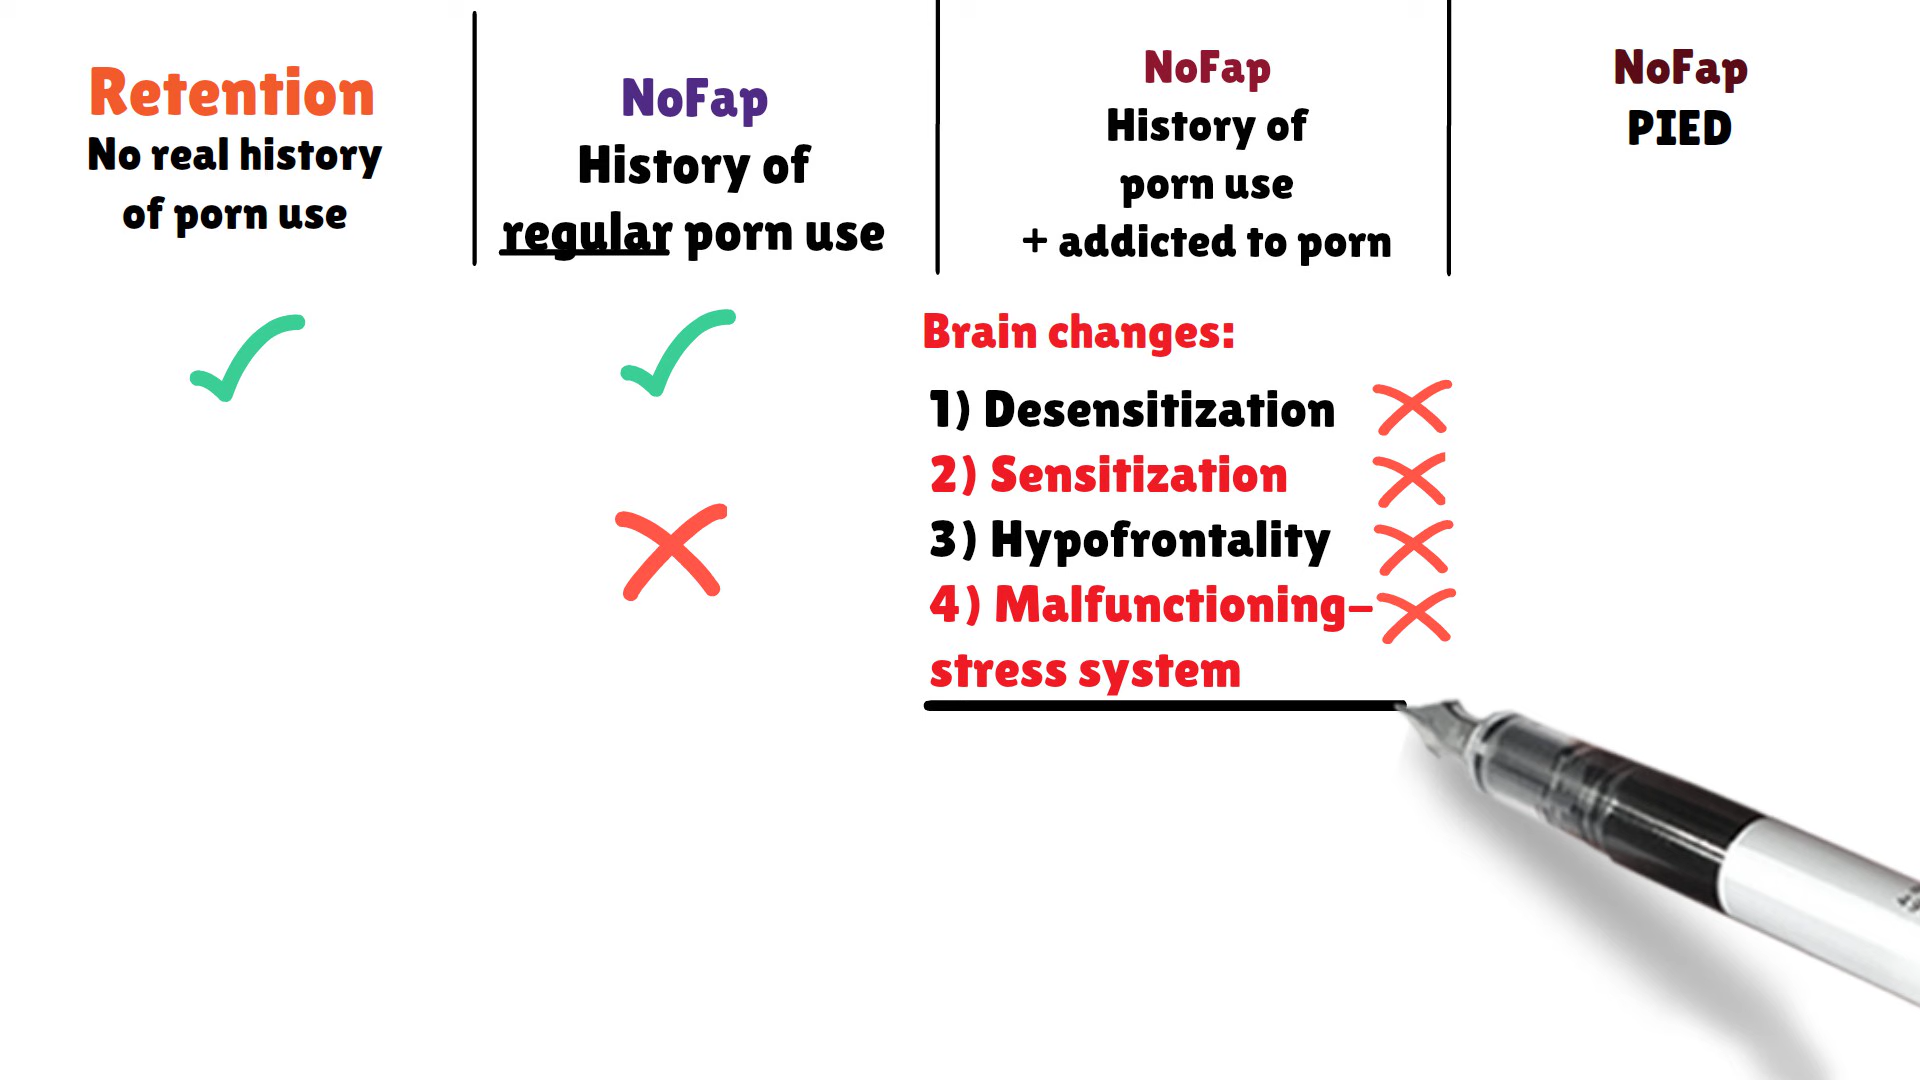 Retention
No real history
of porn use
NoFap
History of
regular porn use
NoFap
History of
porn use
+ addicted to porn
NoFap
PIED
Brain changes:
1) Desensitization
2) Sensitization
3) Hypofrontality
4) Malfunctioning-
stress system